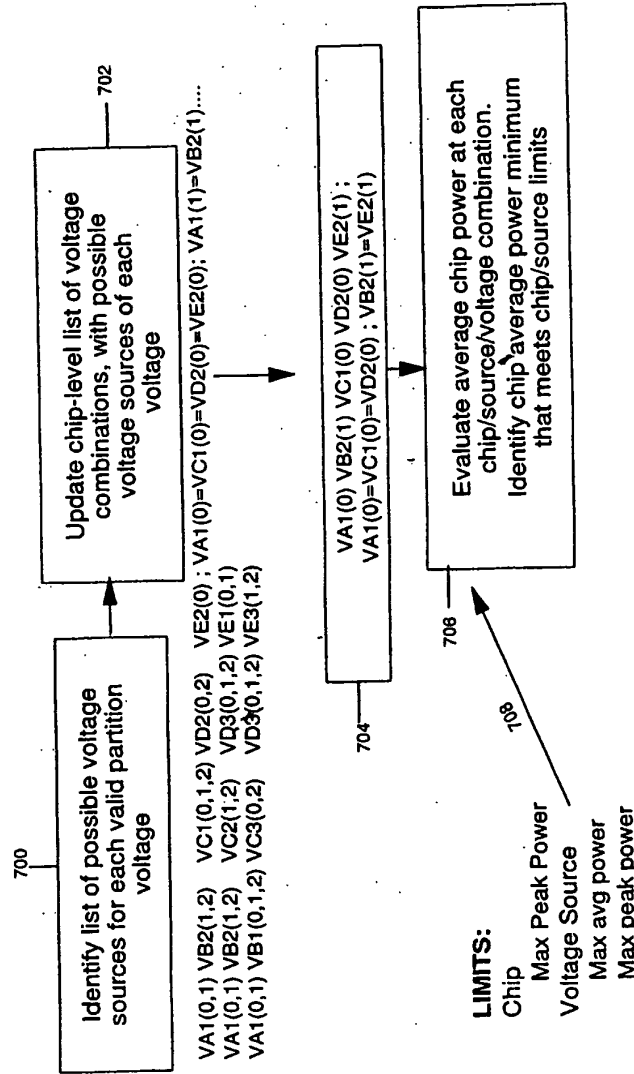 700
Identify list of possible voltage
sources for each valid partition
voltage
702
Update chip-level list of voltage
combinations, with possible
voltage sources of each
voltage
VA1(0,1) VB2(1,2) VC1(0,1,2) VD2(0,2) VE2(0) ; VA1(0)=VC1(0)=VD2(0)=VE2(0); VA1(1)=VB2(1)....
VA1(0,1) VB2(1,2) VC2(1,2) VD3(0,1,2) VE1(0,1)
VA1(0,1) VB1(0,1,2) VC3(0,2) VD3(0,1,2) VE3(1,2)
704
VA1(0) VB2(1) VC1(0) VD2(0) VE2(1) ;
VA1(0)=VC1(0)=VD2(0) ; VB2(1)=VE2(1)
706
Evaluate average chip power at each
chip/source/voltage combination.
Identify chip average power minimum
that meets chip/source limits
708
LIMITS:
Chip
Max Peak Power
Voltage Source
Max avg power
Max peak power